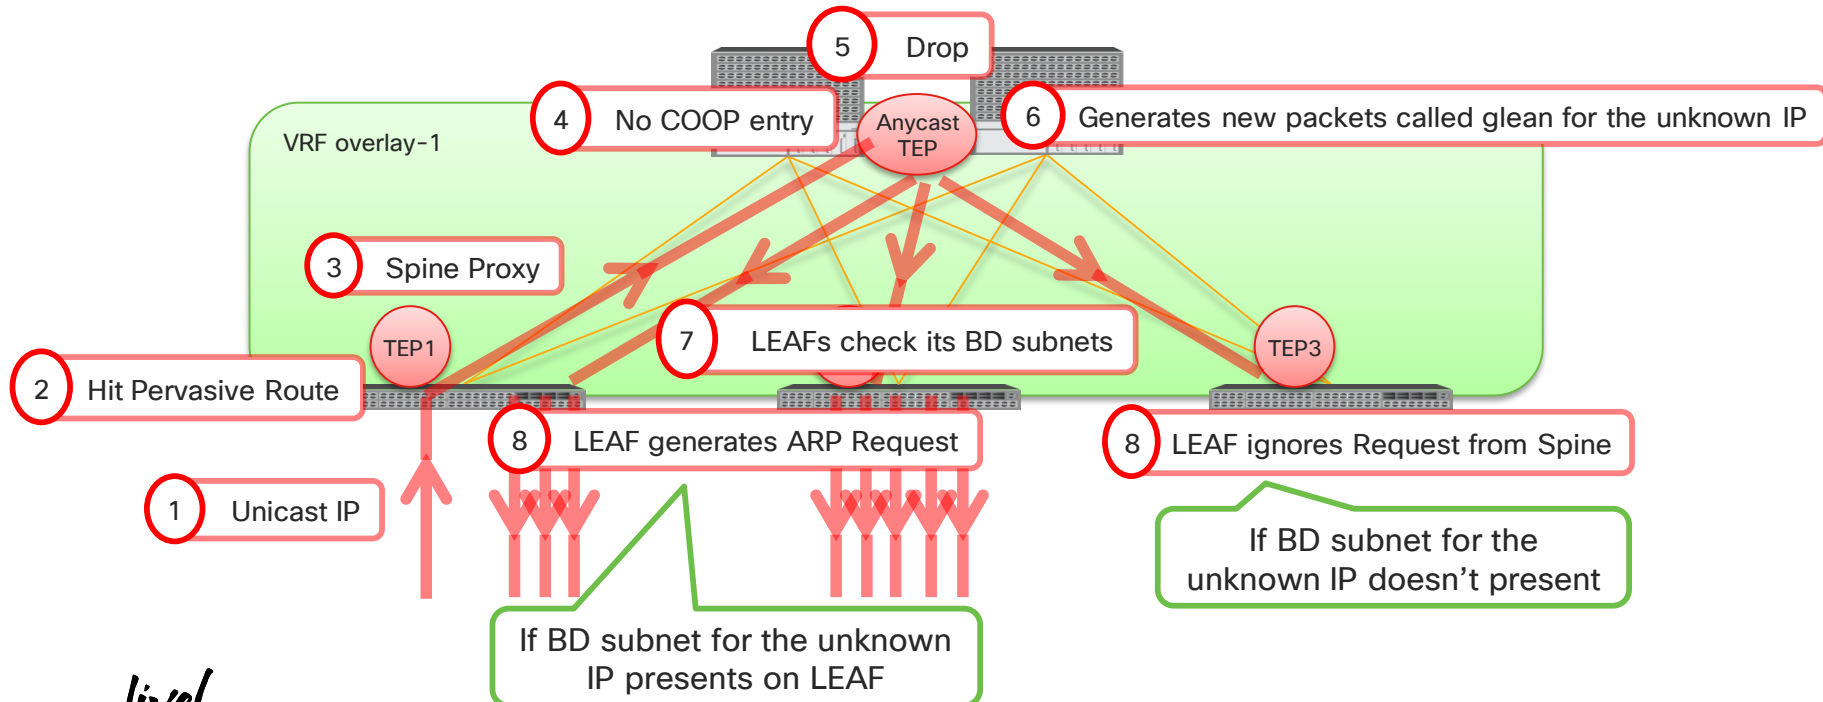 5 Drop
4 No COOP entry
Anycast
TEP
6 Generates new packets called glean for the unknown IP
VRF overlay-1
3 Spine Proxy
TEP1
7 LEAFs check its BD subnets
TEP3
2 Hit Pervasive Route
8 LEAF generates ARP Request
8 LEAF ignores Request from Spine
1 Unicast IP
If BD subnet for the
unknown IP doesn't present
If BD subnet for the unknown
IP presents on LEAF